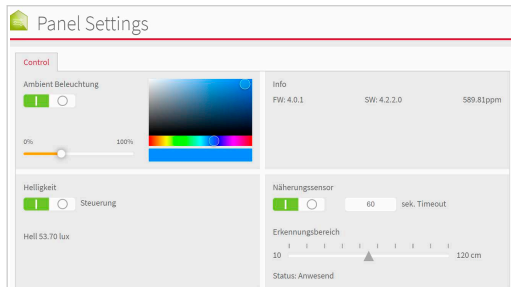 Panel Settings
Control
Ambient Beleuchtung
0% 100%
Info
FW: 4.0.1 SW: 4.2.2.0 589.81ppm
Helligkeit
Steuerung
Hell 53.70 lux
Näherungssensor
60 sek. Timeout
Erkennungsbereich
10 120 cm
Status: Anwesend